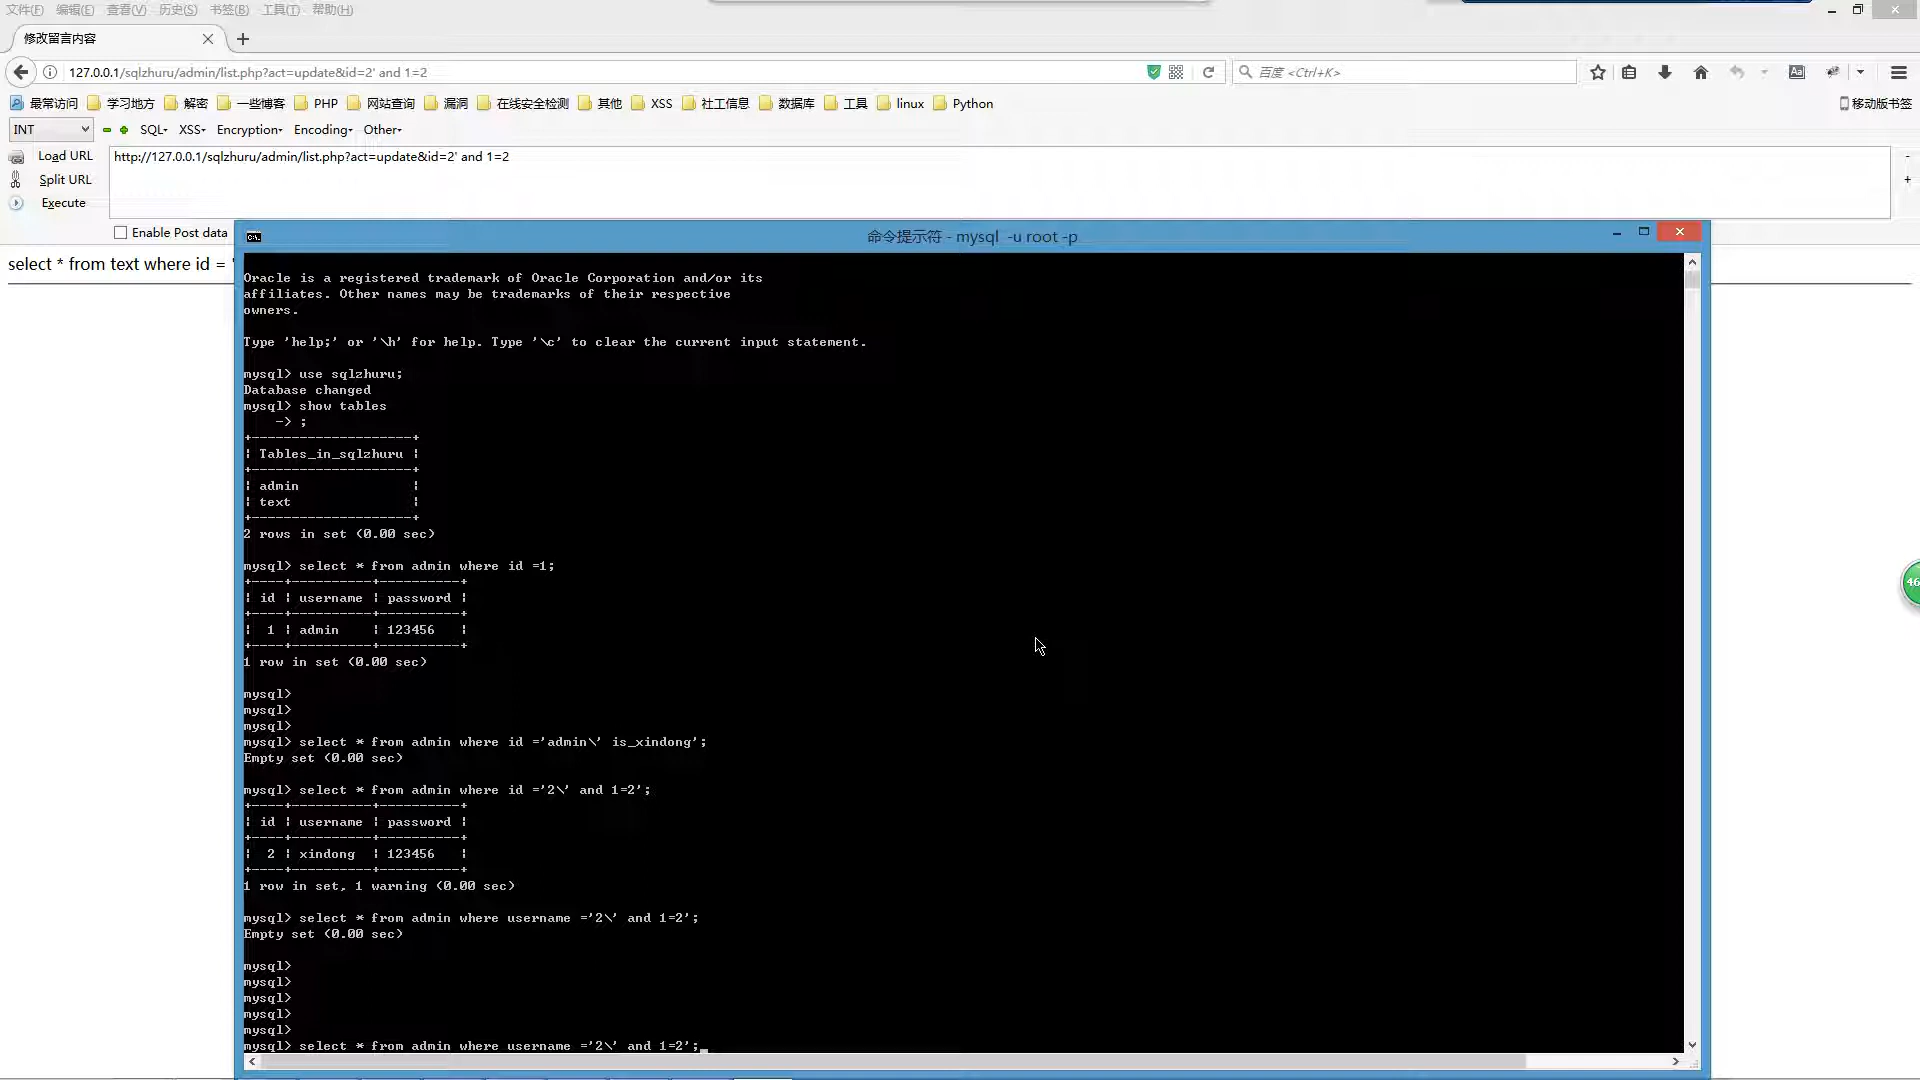 文件(F) 编辑(E) 查看(V) 历史(S) 书签(B) 工具(T) 帮助(H)
修改留言内容
127.0.0.1/sqlzhuru/admin/list.php?act=update&id=2' and 1=2
百度 <Ctrl+K>
最常访问 学习地方 解密 一些博客 PHP 网站查询 漏洞 在线安全检测 其他 XSS 社工信息 数据库 工具 linux Python 移动版书签
INT SQL XSS Encryption Encoding Other
Load URL http://127.0.0.1/sqlzhuru/admin/list.php?act=update&id=2' and 1=2
Split URL
Execute
Enable Post data
select * from text where id = '
命令提示符 - mysql -u root -p
Oracle is a registered trademark of Oracle Corporation and/or its
affiliates. Other names may be trademarks of their respective
owners.
Type 'help;' or '\h' for help. Type '\c' to clear the current input statement.
mysql> use sqlzhuru;
Database changed
mysql> show tables
-> ;
+--------------------+
| Tables_in_sqlzhuru |
+--------------------+
| admin |
| text |
+--------------------+
2 rows in set (0.00 sec)
mysql> select * from admin where id =1;
+----+----------+----------+
| id | username | password |
+----+----------+----------+
| 1 | admin | 123456 |
+----+----------+----------+
1 row in set (0.00 sec)
mysql>
mysql>
mysql>
mysql> select * from admin where id ='admin\' is_xindong';
Empty set (0.00 sec)
mysql> select * from admin where id ='2\' and 1=2';
+----+----------+----------+
| id | username | password |
+----+----------+----------+
| 2 | xindong | 123456 |
+----+----------+----------+
1 row in set, 1 warning (0.00 sec)
mysql> select * from admin where username ='2\' and 1=2';
Empty set (0.00 sec)
mysql>
mysql>
mysql>
mysql>
mysql>
mysql> select * from admin where username ='2\' and 1=2';
46